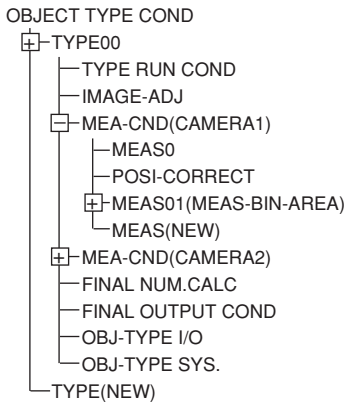 OBJECT TYPE COND
TYPE00
TYPE RUN COND
IMAGE-ADJ
MEA-CND(CAMERA1)
MEAS0
POSI-CORRECT
MEAS01(MEAS-BIN-AREA)
MEAS(NEW)
MEA-CND(CAMERA2)
FINAL NUM.CALC
FINAL OUTPUT COND
OBJ-TYPE I/O
OBJ-TYPE SYS.
TYPE(NEW)